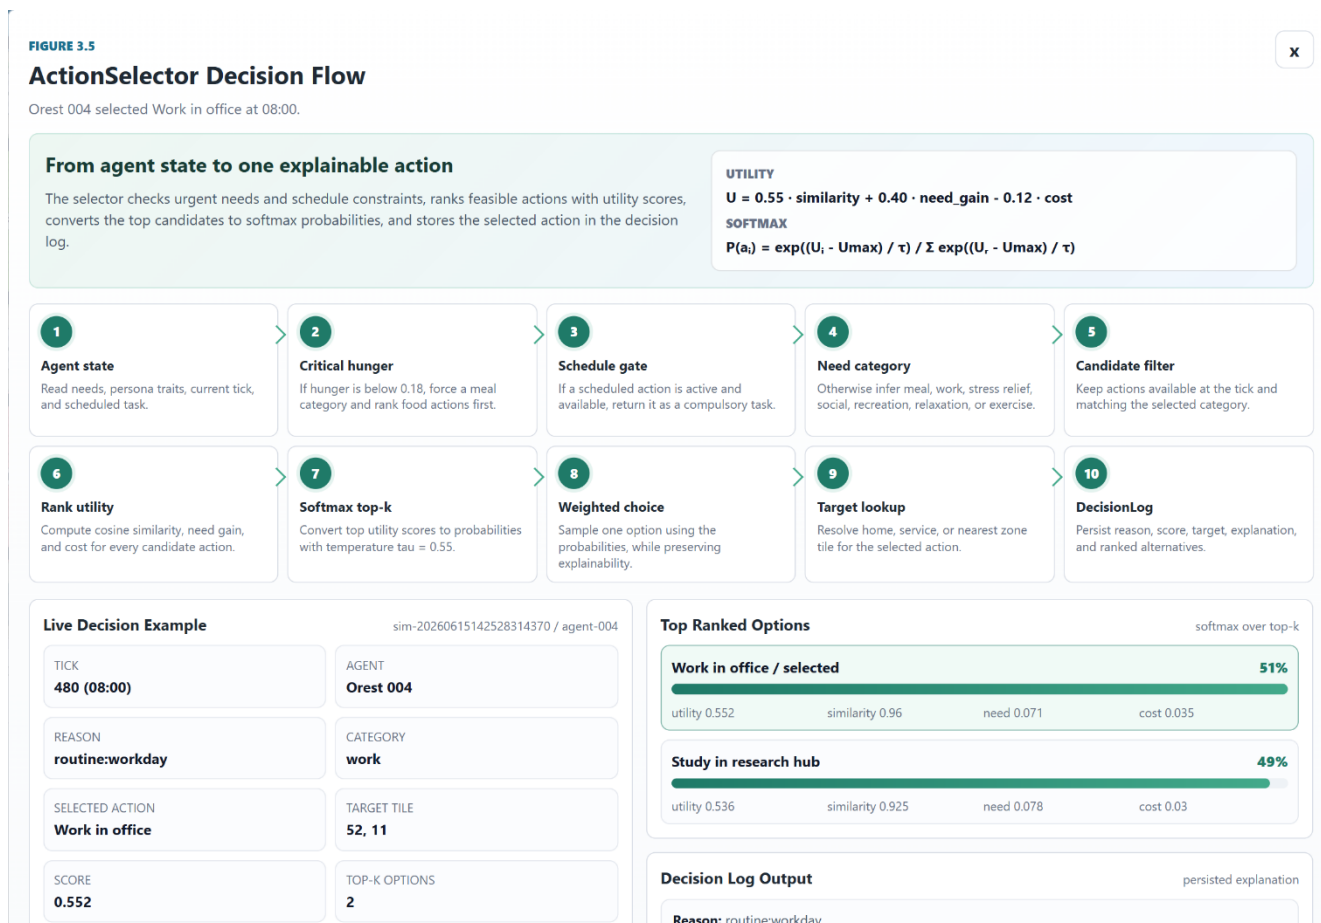 FIGURE 3.5
ActionSelector Decision Flow
x
Orest 004 selected Work in office at 08:00.
From agent state to one explainable action
The selector checks urgent needs and schedule constraints, ranks feasible actions with utility scores,
converts the top candidates to softmax probabilities, and stores the selected action in the decision
log.
UTILITY
U = 0.55 · similarity + 0.40 · need_gain - 0.12 · cost
SOFTMAX
P(aᵢ) = exp((Uᵢ - Umax) / τ) / Σ exp((Uᵣ - Umax) / τ)
1
Agent state
Read needs, persona traits, current tick,
and scheduled task.
2
Critical hunger
If hunger is below 0.18, force a meal
category and rank food actions first.
3
Schedule gate
If a scheduled action is active and
available, return it as a compulsory task.
4
Need category
Otherwise infer meal, work, stress relief,
social, recreation, relaxation, or exercise.
5
Candidate filter
Keep actions available at the tick and
matching the selected category.
6
Rank utility
Compute cosine similarity, need gain,
and cost for every candidate action.
7
Softmax top-k
Convert top utility scores to probabilities
with temperature tau = 0.55.
8
Weighted choice
Sample one option using the
probabilities, while preserving
explainability.
9
Target lookup
Resolve home, service, or nearest zone
tile for the selected action.
10
DecisionLog
Persist reason, score, target, explanation,
and ranked alternatives.
Live Decision Example
sim-20260615142528314370 / agent-004
TICK
480 (08:00)
AGENT
Orest 004
REASON
routine:workday
CATEGORY
work
SELECTED ACTION
Work in office
TARGET TILE
52, 11
SCORE
0.552
TOP-K OPTIONS
2
Top Ranked Options
softmax over top-k
Work in office / selected
51%
utility 0.552 similarity 0.96 need 0.071 cost 0.035
Study in research hub
49%
utility 0.536 similarity 0.925 need 0.078 cost 0.03
Decision Log Output
persisted explanation
Reason: routine:workday